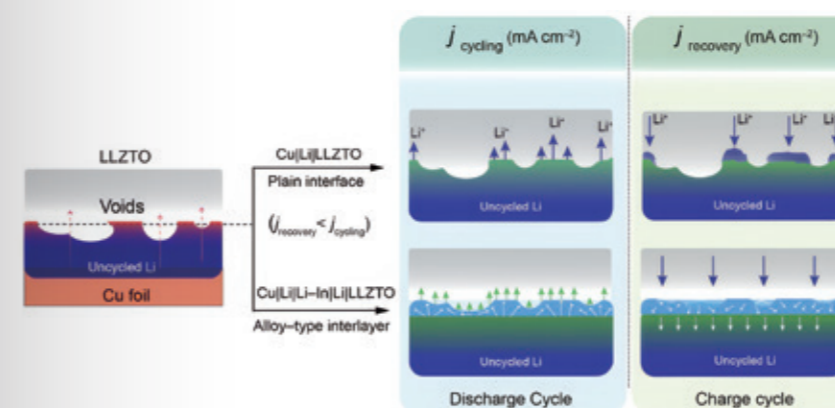 j cycling (mA cm⁻²)
j recovery (mA cm⁻²)
LLZTO
Voids
Uncycled Li
Cu foil
Cu|Li|LLZTO
Plain interface
(j recovery < j cycling)
Cu|Li|Li–In|Li|LLZTO
Alloy–type interlayer
Li⁺ Li⁺ Li⁺ Li⁺
Uncycled Li
Li⁺ Li⁺ Li⁺ Li
Uncycled Li
Uncycled Li
Uncycled Li
Discharge Cycle
Charge cycle